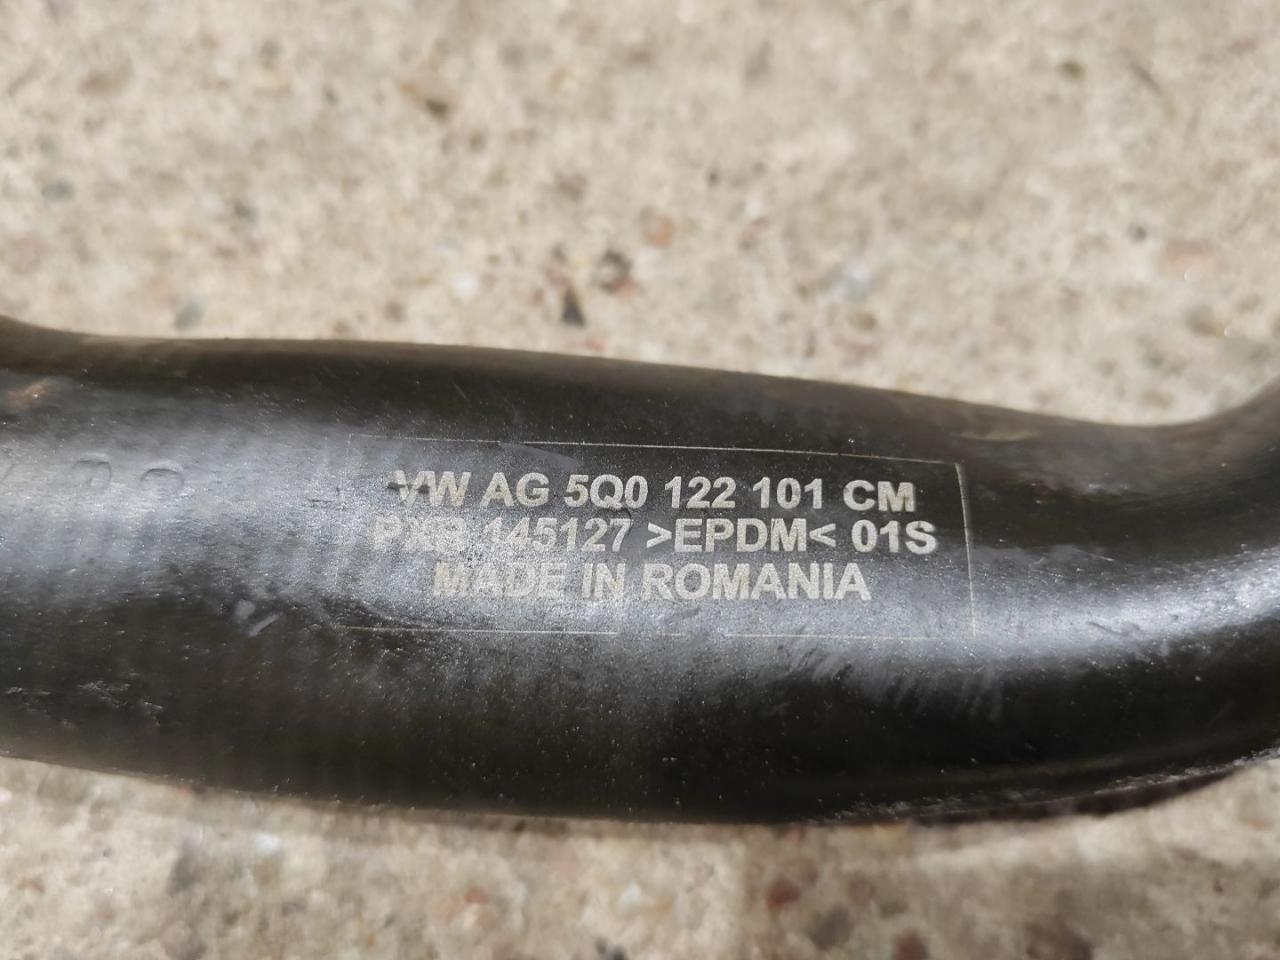 VW AG 5Q0 122 101 CM
PXB 145127 >EPDM< 01S
MADE IN ROMANIA